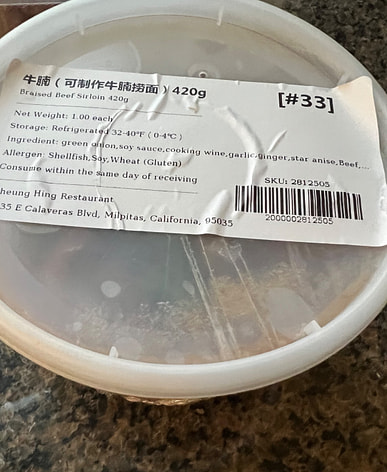 牛腩（可制作牛腩捞面）420g
Braised Beef Sirloin 420g
[#33]
Net Weight: 1.00 each
Storage: Refrigerated 32-40°F (0-4℃)
Ingredient: green onion,soy sauce,cooking wine,garlic,ginger,star anise,Beef,...
Allergen: Shellfish,Soy,Wheat (Gluten)
Consume within the same day of receiving
SKU: 2812505
heung Hing Restaurant
35 E Calaveras Blvd, Milpitas, California, 95035
2000002812505